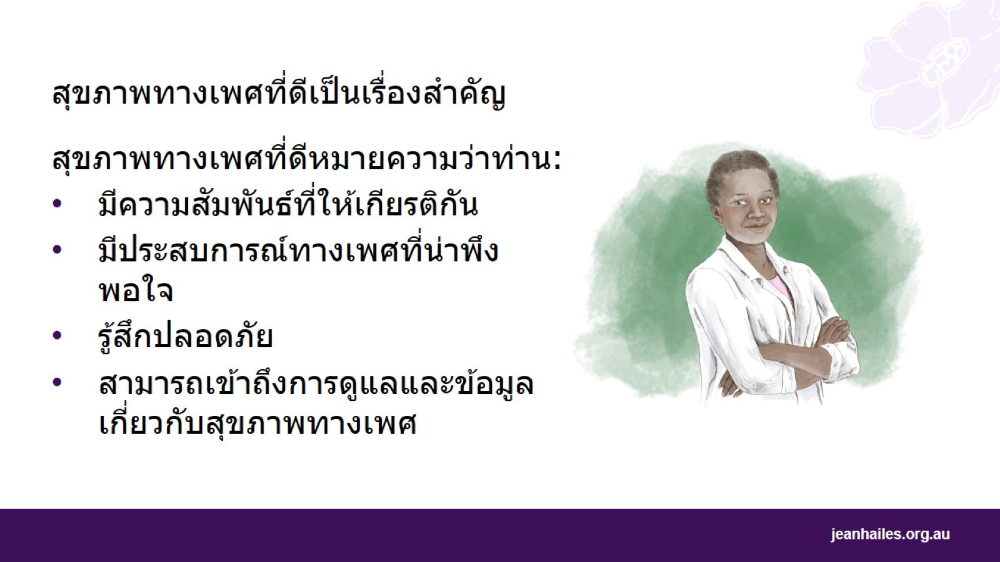 สุขภาพทางเพศที่ดีเป็นเรื่องสำคัญ
สุขภาพทางเพศที่ดีหมายความว่าท่าน:
• มีความสัมพันธ์ที่ให้เกียรติกัน
• มีประสบการณ์ทางเพศที่น่าพึง
พอใจ
• รู้สึกปลอดภัย
• สามารถเข้าถึงการดูแลและข้อมูล
เกี่ยวกับสุขภาพทางเพศ
jeanhailes.org.au